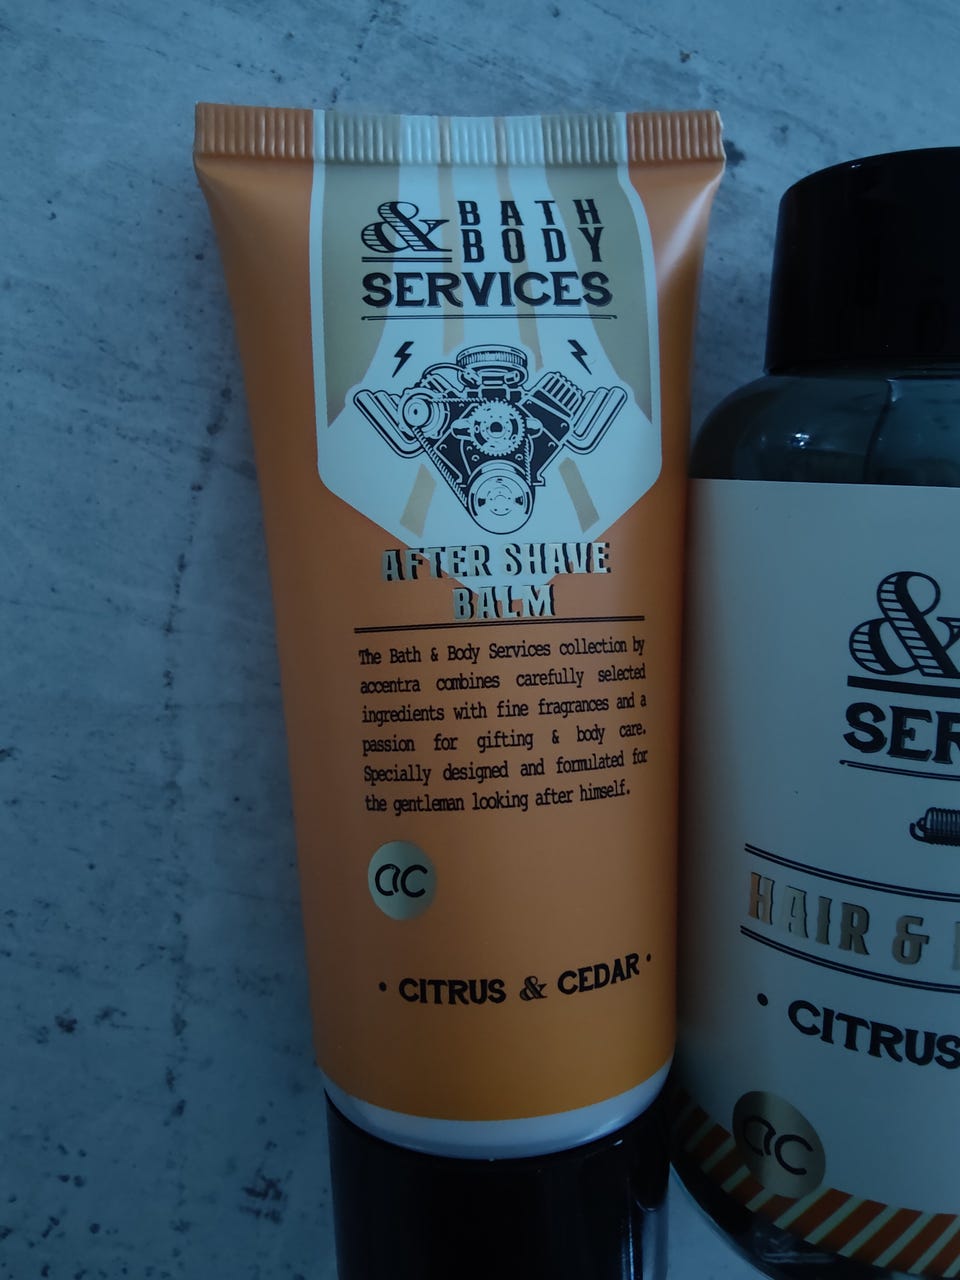 & BATH
BODY
SERVICES
AFTER SHAVE
BALM
The Bath & Body Services collection by
accentra combines carefully selected
ingredients with fine fragrances and a
passion for gifting & body care.
Specially designed and formulated for
the gentleman looking after himself.
ac
· CITRUS & CEDAR ·
&
SER
HAIR &
· CITRUS
ac